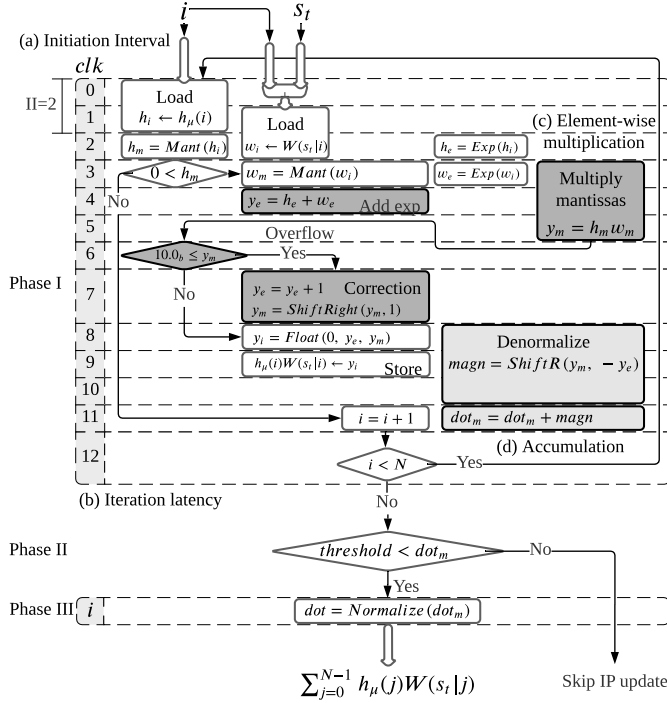 i
s_t
(a) Initiation Interval
clk
0
II=2
Load
h_i ← h_μ(i)
1
Load
w_i ← W(s_t|i)
(c) Element-wise
multiplication
2
h_m = Mant(h_i)
h_e = Exp(h_i)
3
0 < h_m
w_m = Mant(w_i)
w_e = Exp(w_i)
Multiply
mantissas
y_m = h_m w_m
No
4
y_e = h_e + w_e
Add exp
5
Overflow
6
10.0_b ≤ y_m
Yes
Phase I
7
No
Correction
y_e = y_e + 1
y_m = ShiftRight(y_m, 1)
8
y_i = Float(0, y_e, y_m)
Denormalize
magn = ShiftR(y_m, − y_e)
9
h_μ(i)W(s_t|i) ← y_i
Store
10
11
i = i + 1
dot_m = dot_m + magn
(d) Accumulation
12
i < N
Yes
(b) Iteration latency
No
Phase II
threshold < dot_m
No
Yes
Phase III
i
dot = Normalize(dot_m)
∑_{j=0}^{N−1} h_μ(j)W(s_t|j)
Skip IP update